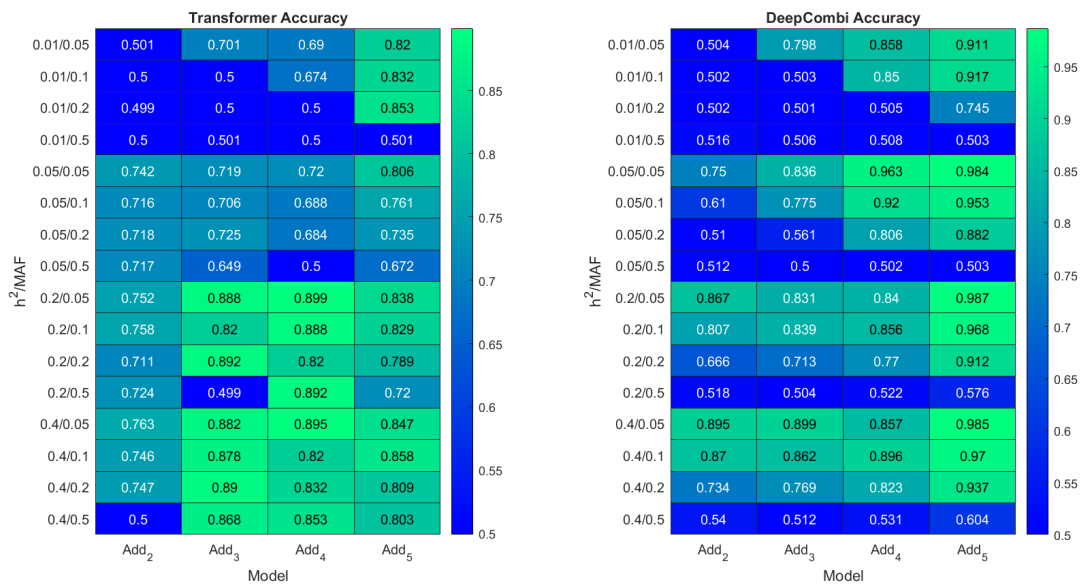 Transformer Accuracy
0.01/0.05 0.501 0.701 0.69 0.82
0.01/0.1 0.5 0.5 0.674 0.832
0.01/0.2 0.499 0.5 0.5 0.853
0.01/0.5 0.5 0.501 0.501 0.501
0.05/0.05 0.742 0.719 0.72 0.806
0.05/0.1 0.716 0.706 0.688 0.761
0.05/0.2 0.718 0.725 0.684 0.735
0.05/0.5 0.717 0.649 0.5 0.672
0.2/0.05 0.752 0.888 0.899 0.838
0.2/0.1 0.758 0.82 0.888 0.829
0.2/0.2 0.711 0.892 0.82 0.789
0.2/0.5 0.724 0.499 0.892 0.72
0.4/0.05 0.763 0.882 0.895 0.847
0.4/0.1 0.746 0.878 0.82 0.858
0.4/0.2 0.747 0.89 0.832 0.809
0.4/0.5 0.5 0.868 0.853 0.803
Add2 Add3 Add4 Add5
Model
h2/MAF
0.85
0.8
0.75
0.7
0.65
0.6
0.55
0.5
DeepCombi Accuracy
0.01/0.05 0.504 0.798 0.858 0.911
0.01/0.1 0.502 0.503 0.85 0.917
0.01/0.2 0.502 0.501 0.505 0.745
0.01/0.5 0.516 0.506 0.508 0.503
0.05/0.05 0.75 0.836 0.963 0.984
0.05/0.1 0.61 0.775 0.92 0.953
0.05/0.2 0.51 0.561 0.806 0.882
0.05/0.5 0.512 0.5 0.502 0.503
0.2/0.05 0.867 0.831 0.84 0.987
0.2/0.1 0.807 0.839 0.856 0.968
0.2/0.2 0.666 0.713 0.77 0.912
0.2/0.5 0.518 0.504 0.522 0.576
0.4/0.05 0.895 0.899 0.857 0.985
0.4/0.1 0.87 0.862 0.896 0.97
0.4/0.2 0.734 0.769 0.823 0.937
0.4/0.5 0.54 0.512 0.531 0.604
Add2 Add3 Add4 Add5
Model
h2/MAF
0.95
0.9
0.85
0.8
0.75
0.7
0.65
0.6
0.55
0.5